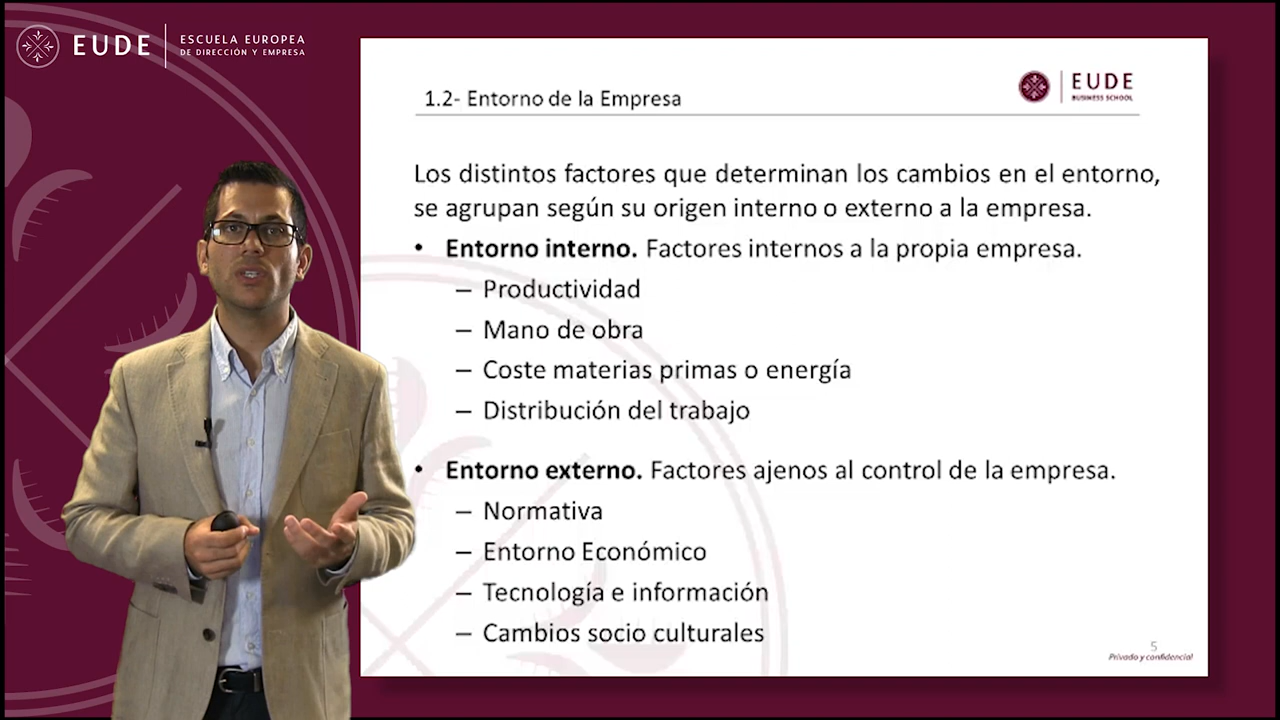 EUDE
ESCUELA EUROPEA
DE DIRECCIÓN Y EMPRESA
1.2- Entorno de la Empresa
EUDE
BUSINESS SCHOOL
Los distintos factores que determinan los cambios en el entorno,
se agrupan según su origen interno o externo a la empresa.
• Entorno interno. Factores internos a la propia empresa.
– Productividad
– Mano de obra
– Coste materias primas o energía
– Distribución del trabajo
• Entorno externo. Factores ajenos al control de la empresa.
– Normativa
– Entorno Económico
– Tecnología e información
– Cambios socio culturales
5
Privado y confidencial